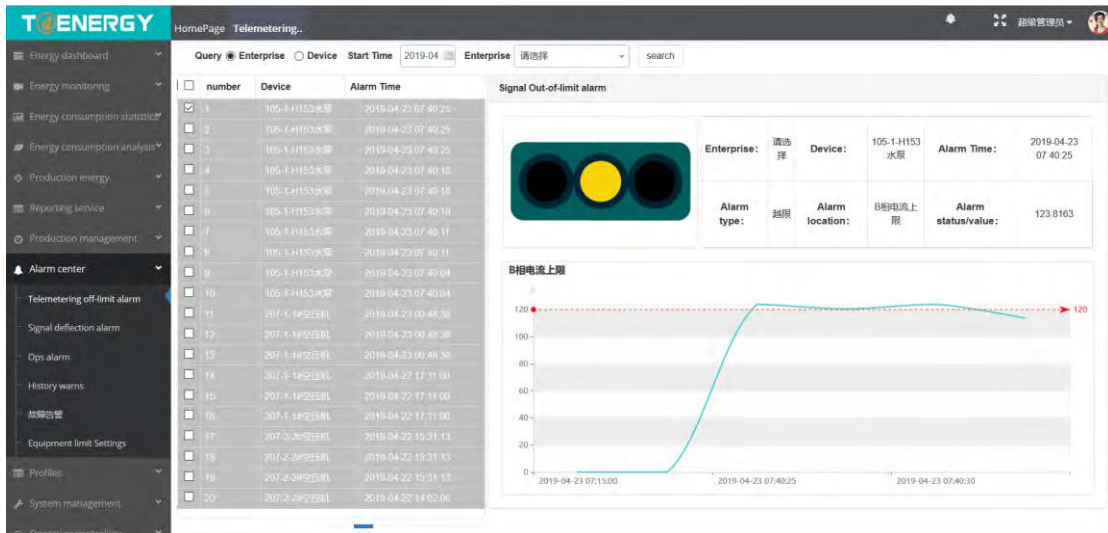 T@ENERGY
HomePage Telemetering..
超级管理员
Energy dashboard
Energy monitoring
Energy consumption statistics
Energy consumption analysis
Production energy
Reporting service
Production management
Alarm center
Telemetering off-limit alarm
Signal deflection alarm
Ops alarm
History warns
故障告警
Equipment limit Settings
Profiles
System management
Query Enterprise Device Start Time 2019-04 Enterprise 请选择 search
number Device Alarm Time
1 105-1-H153水泵 2019-04-23 07:40:25
2 105-1-H153水泵 2019-04-23 07:40:25
3 105-1-H153水泵 2019-04-23 07:40:25
4 105-1-H153水泵 2019-04-23 07:40:18
5 105-1-H153水泵 2019-04-23 07:40:18
6 105-1-H153水泵 2019-04-23 07:40:18
7 105-1-H153水泵 2019-04-23 07:40:11
8 105-1-H153水泵 2019-04-23 07:40:11
9 105-1-H153水泵 2019-04-23 07:40:04
10 105-1-H153水泵 2019-04-23 07:40:04
11 207-1-1#空压机 2019-04-23 00:48:38
12 207-1-1#空压机 2019-04-23 00:48:38
13 207-1-1#空压机 2019-04-23 00:48:38
14 207-1-1#空压机 2019-04-22 17:11:00
15 207-1-1#空压机 2019-04-22 17:11:00
16 207-1-1#空压机 2019-04-22 17:11:00
17 207-2-2#空压机 2019-04-22 15:31:13
18 207-2-2#空压机 2019-04-22 15:31:13
19 207-2-2#空压机 2019-04-22 15:31:13
20 207-2-2#空压机
Signal Out-of-limit alarm
Enterprise: 请选择 Device: 105-1-H153水泵 Alarm Time: 2019-04-23 07:40:25
Alarm type: 越限 Alarm location: B相电流上限 Alarm status/value: 123.8163
B相电流上限
120
120
100
80
60
40
20
0
2019-04-23 07:15:00 2019-04-23 07:40:25 2019-04-23 07:40:30